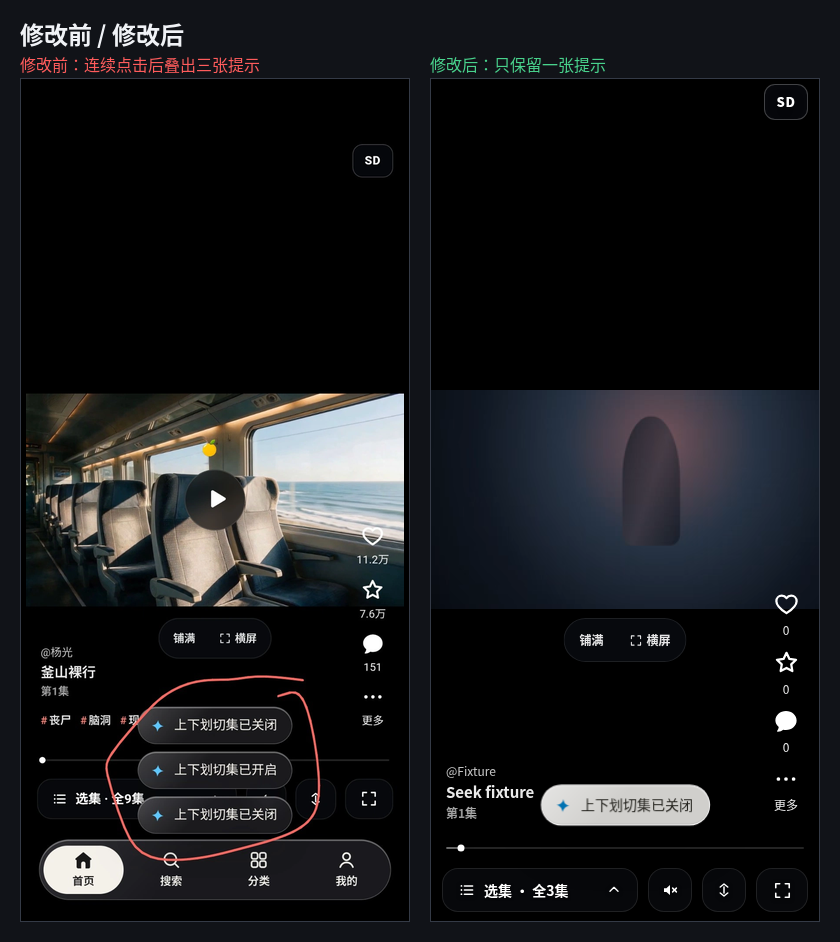 修改前 / 修改后
修改前：连续点击后叠出三张提示
SD
11.2万
7.6万
铺满
横屏
151
@杨光
釜山裸行
第1集
更多
#丧尸 #脑洞 #现
上下划切集已关闭
上下划切集已开启
选集 · 全9集
上下划切集已关闭
首页
搜索
分类
我的
修改后：只保留一张提示
SD
0
铺满
横屏
0
0
@Fixture
Seek fixture
第1集
上下划切集已关闭
更多
选集 · 全3集